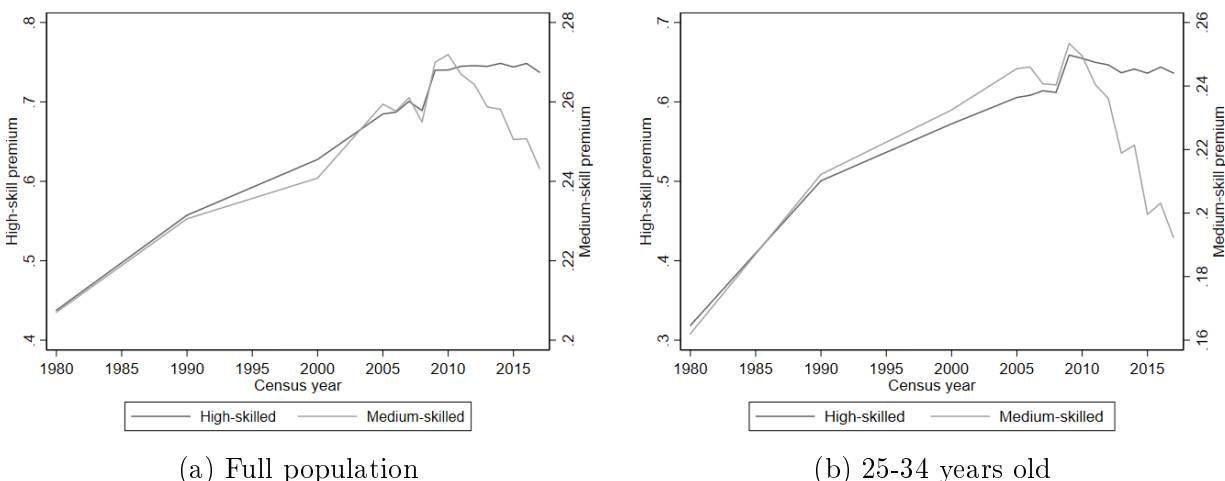 .8
.7
.6
.5
.4
High-skill premium
.28
.26
.24
.22
.2
Medium-skill premium
1980 1985 1990 1995 2000 2005 2010 2015
Census year
High-skilled Medium-skilled
(a) Full population
.7
.6
.5
.4
.3
High-skill premium
.26
.24
.22
.2
.18
.16
Medium-skill premium
1980 1985 1990 1995 2000 2005 2010 2015
Census year
High-skilled Medium-skilled
(b) 25-34 years old